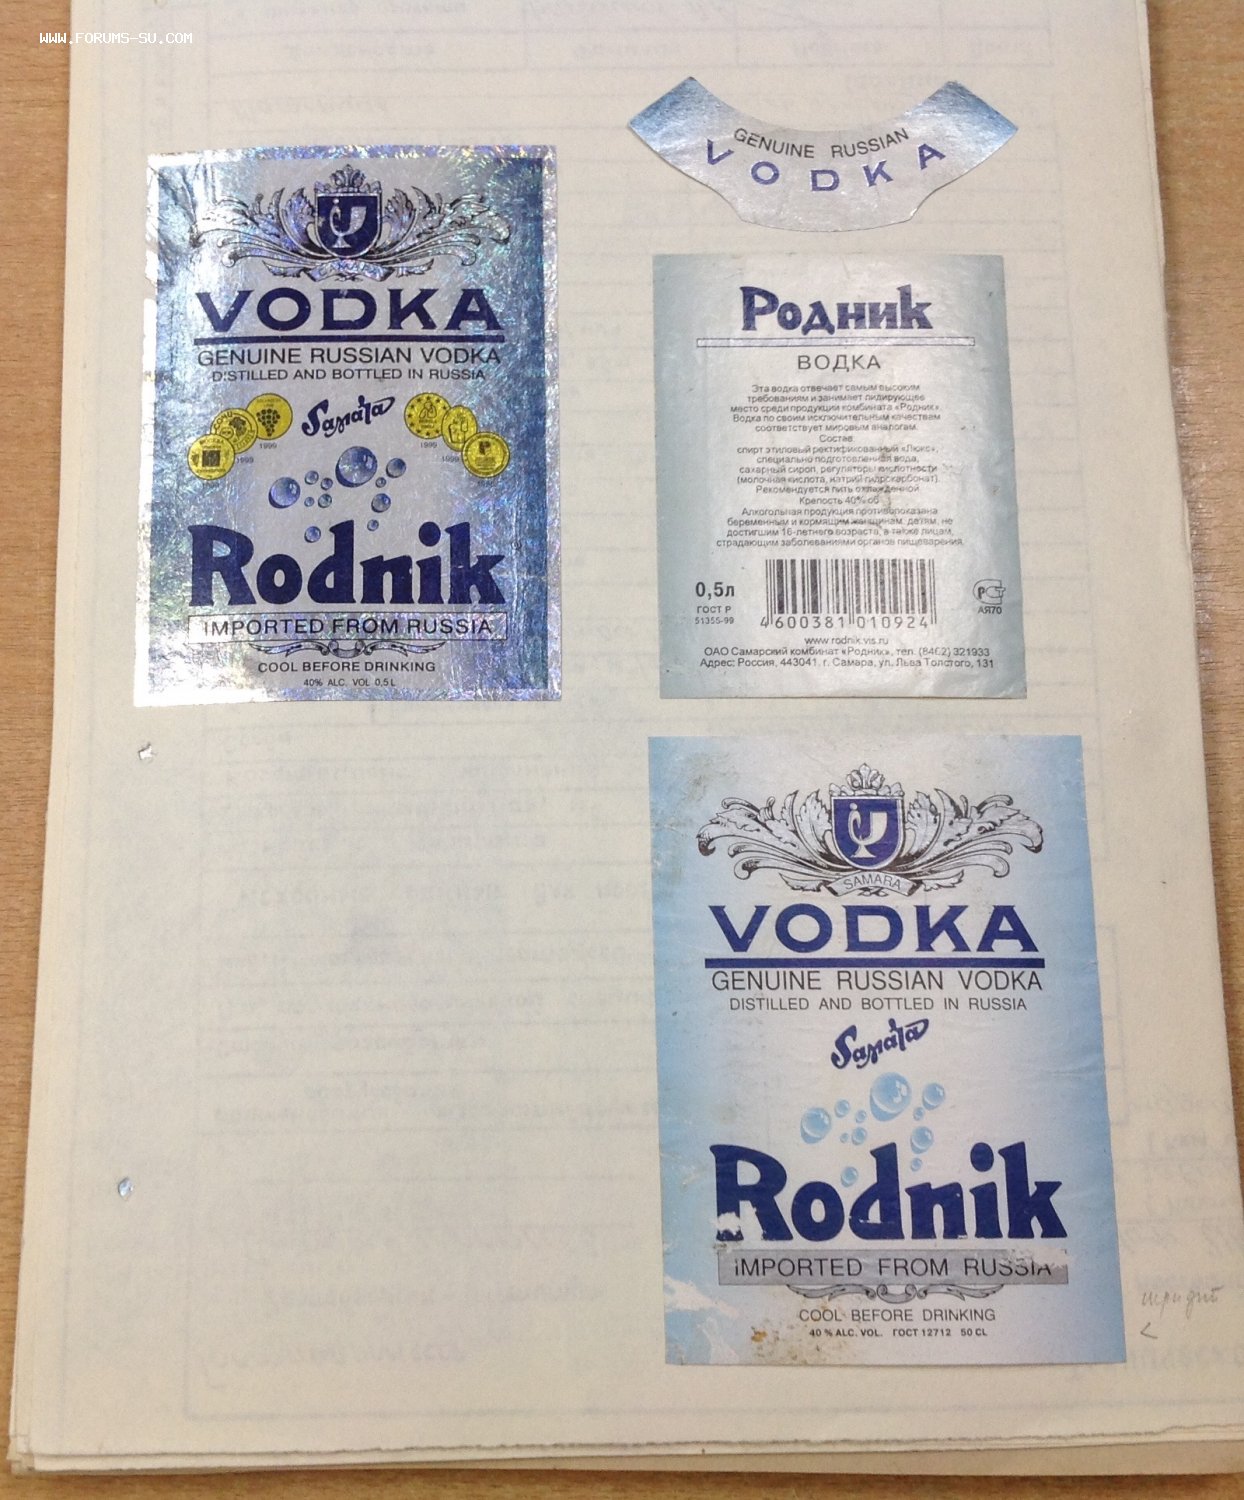 WWW.FORUMS-SU.COM
GENUINE RUSSIAN
VODKA
SAMARA
VODKA
GENUINE RUSSIAN VODKA
DISTILLED AND BOTTLED IN RUSSIA
Samara
1999
1999
1999
1999
Rodnik
IMPORTED FROM RUSSIA
COOL BEFORE DRINKING
40% ALC. VOL 0,5 L
Родник
ВОДКА
Эта водка отвечает самым высоким
требованиям и занимает лидирующее
место среди продукции комбината «Родник».
Водка по своим исключительным качествам
соответствует мировым аналогам.
Состав:
спирт этиловый ректификованный «Люкс»,
специально подготовленная вода,
сахарный сироп, регуляторы кислотности
(молочная кислота, натрий гидрокарбонат).
Рекомендуется пить охлажденной.
Крепость 40% об.
Алкогольная продукция противопоказана
беременным и кормящим женщинам, детям, не
достигшим 16-летнего возраста, а также лицам,
страдающим заболеваниями органов пищеварения.
0,5л
ГОСТ Р
51355-99
4 600381 010924
РСТ
АЯ70
www.rodnik.vis.ru
ОАО Самарский комбинат «Родник», тел. (8462) 321933
Адрес: Россия, 443041, г. Самара, ул. Льва Толстого, 131
SAMARA
VODKA
GENUINE RUSSIAN VODKA
DISTILLED AND BOTTLED IN RUSSIA
Samara
Rodnik
IMPORTED FROM RUSSIA
COOL BEFORE DRINKING
40 % ALC. VOL. ГОСТ 12712 50 CL